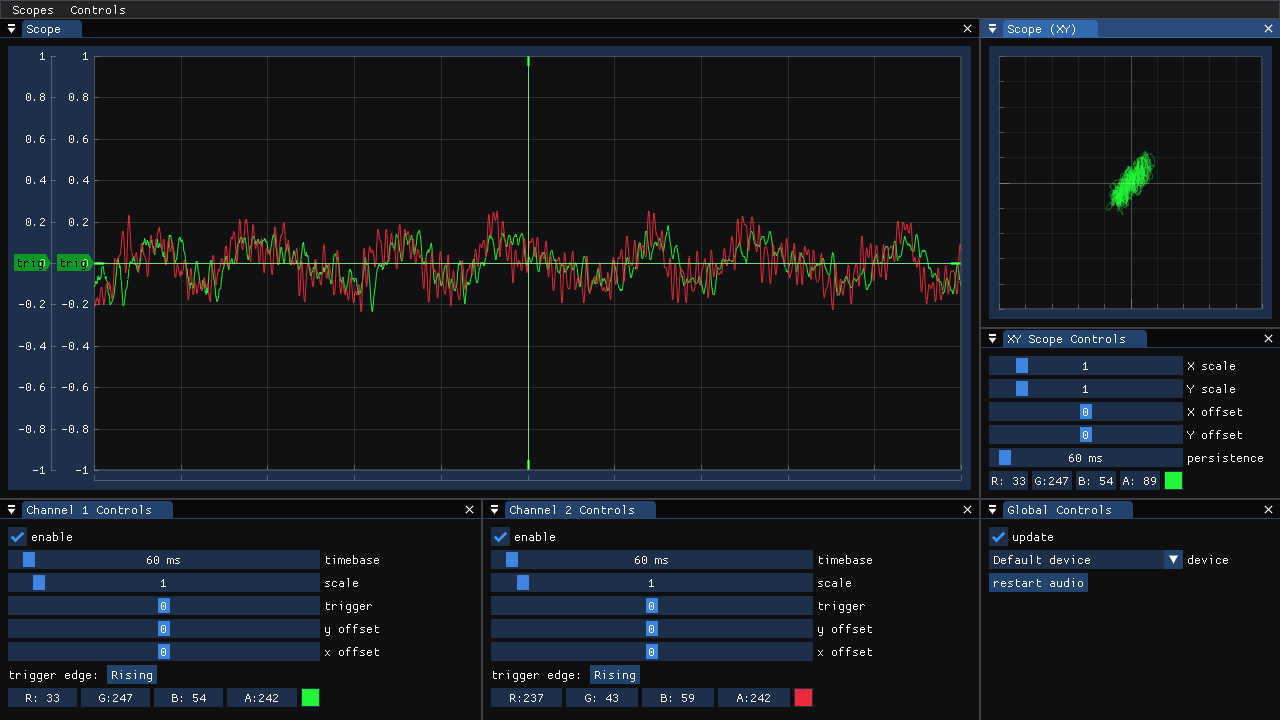 Scopes Controls
Scope
Scope (XY)
1 1
0.8 0.8
0.6 0.6
0.4 0.4
0.2 0.2
trig 0 trig 0
-0.2 -0.2
-0.4 -0.4
-0.6 -0.6
-0.8 -0.8
-1 -1
XY Scope Controls
1 X scale
1 Y scale
0 X offset
0 Y offset
60 ms persistence
R: 33 G:247 B: 54 A: 89
Channel 1 Controls
enable
60 ms timebase
1 scale
0 trigger
0 y offset
0 x offset
trigger edge: Rising
R: 33 G:247 B: 54 A:242
Channel 2 Controls
enable
60 ms timebase
1 scale
0 trigger
0 y offset
0 x offset
trigger edge: Rising
R:237 G: 43 B: 59 A:242
Global Controls
update
Default device device
restart audio